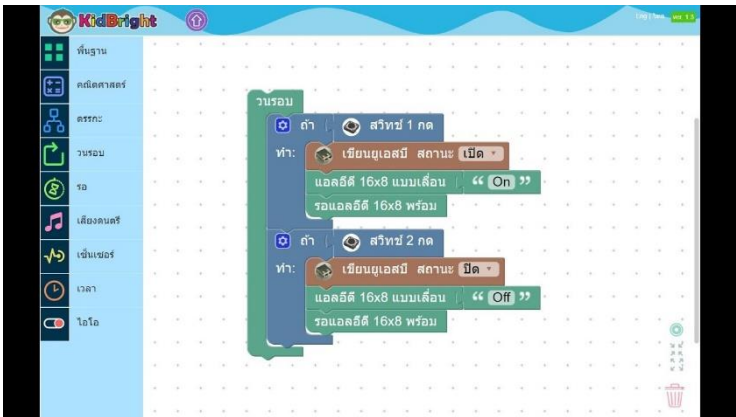 KidBright
Eng | ไทย ver. 1.5
พื้นฐาน
คณิตศาสตร์
ตรรกะ
วนรอบ
รอ
เสียงดนตรี
เซ็นเซอร์
เวลา
ไอโอ
วนรอบ
ถ้า สวิทช์ 1 กด
ทำ: เขียนยูเอสบี สถานะ เปิด
แอลอีดี 16x8 แบบเลื่อน “ On ”
รอแอลอีดี 16x8 พร้อม
ถ้า สวิทช์ 2 กด
ทำ: เขียนยูเอสบี สถานะ ปิด
แอลอีดี 16x8 แบบเลื่อน “ Off ”
รอแอลอีดี 16x8 พร้อม